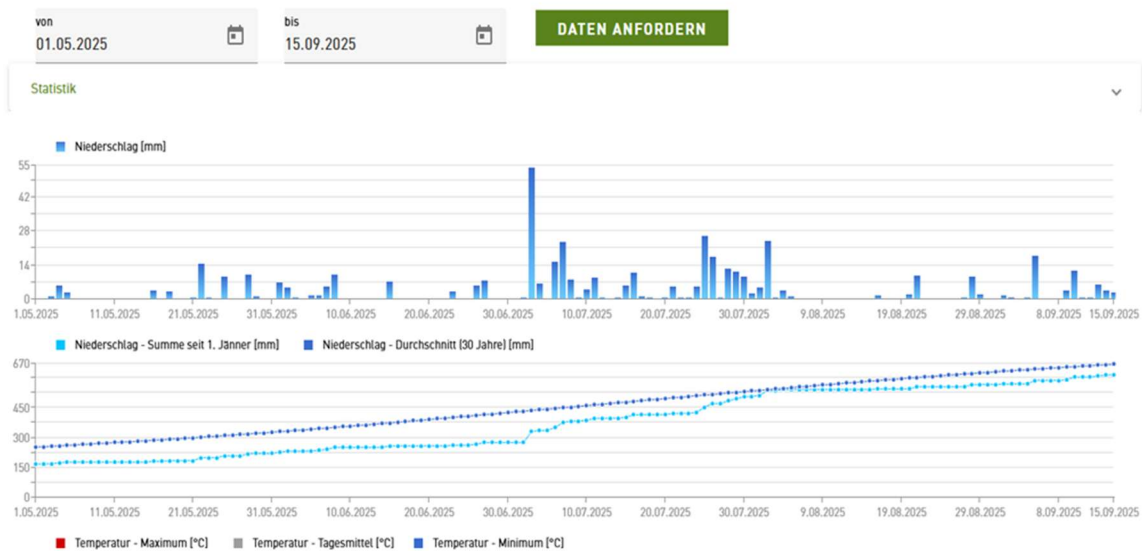 von bis
01.05.2025 15.09.2025 DATEN ANFORDERN
Statistik
Niederschlag [mm]
55
42
28
14
0
1.05.2025 11.05.2025 21.05.2025 31.05.2025 10.06.2025 20.06.2025 30.06.2025 10.07.2025 20.07.2025 30.07.2025 9.08.2025 19.08.2025 29.08.2025 8.09.2025 15.09.2025
Niederschlag - Summe seit 1. Jänner [mm] Niederschlag - Durchschnitt (30 Jahre) [mm]
670
450
300
150
0
1.05.2025 11.05.2025 21.05.2025 31.05.2025 10.06.2025 20.06.2025 30.06.2025 10.07.2025 20.07.2025 30.07.2025 9.08.2025 19.08.2025 29.08.2025 8.09.2025 15.09.2025
Temperatur - Maximum [°C] Temperatur - Tagesmittel [°C] Temperatur - Minimum [°C]